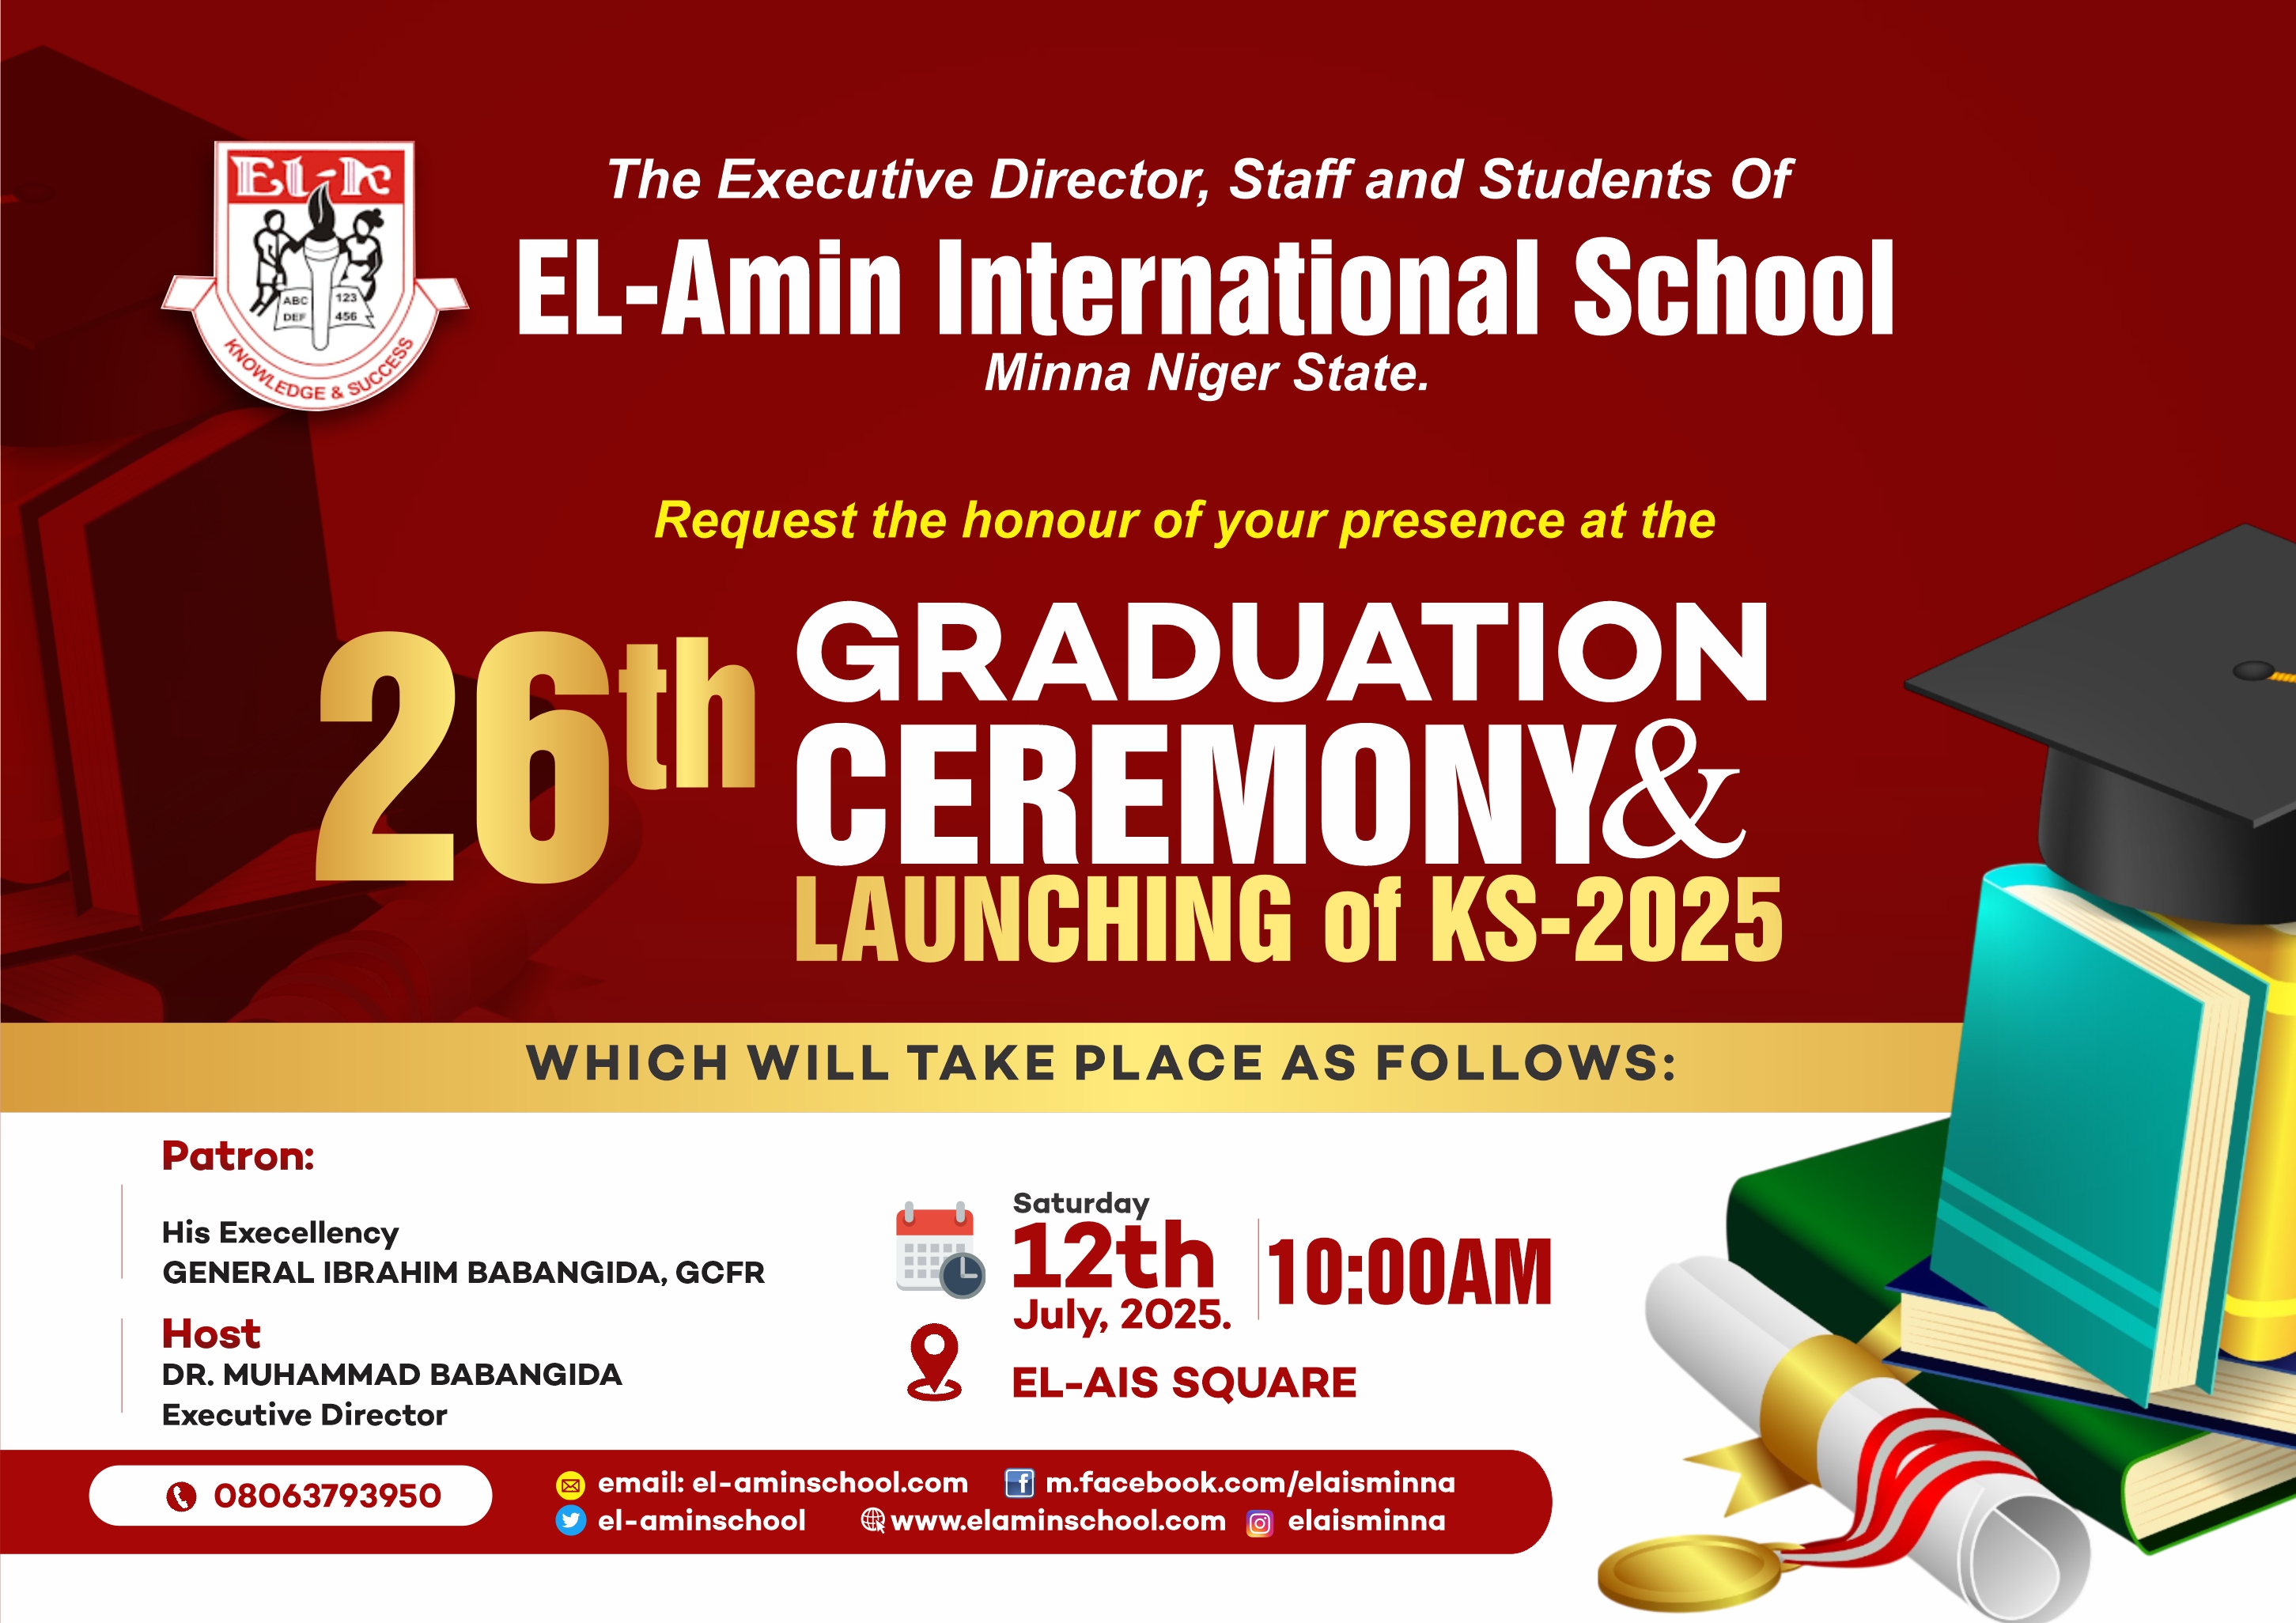 EL-A
ABC 123
DEF 456
KNOWLEDGE & SUCCESS
The Executive Director, Staff and Students Of
EL-Amin International School
Minna Niger State.
Request the honour of your presence at the
26th
GRADUATION
CEREMONY&
LAUNCHING of KS-2025
WHICH WILL TAKE PLACE AS FOLLOWS:
Patron:
His Execellency
GENERAL IBRAHIM BABANGIDA, GCFR
Host
DR. MUHAMMAD BABANGIDA
Executive Director
Saturday
12th
July, 2025.
10:00AM
EL-AIS SQUARE
08063793950
email: el-aminschool.com m.facebook.com/elaisminna
el-aminschool www.elaminschool.com elaisminna